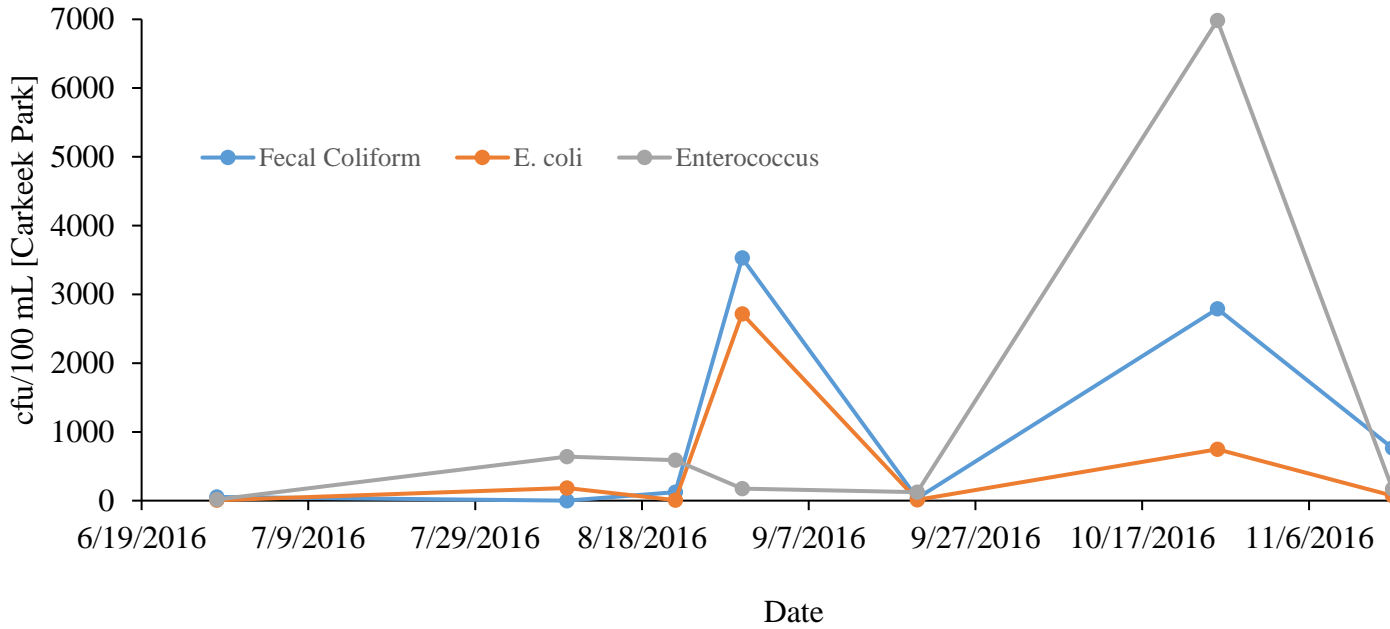 7000
6000
5000
4000
3000
2000
1000
0
cfu/100 mL [Carkeek Park]
Fecal Coliform E. coli Enterococcus
6/19/2016 7/9/2016 7/29/2016 8/18/2016 9/7/2016 9/27/2016 10/17/2016 11/6/2016
Date